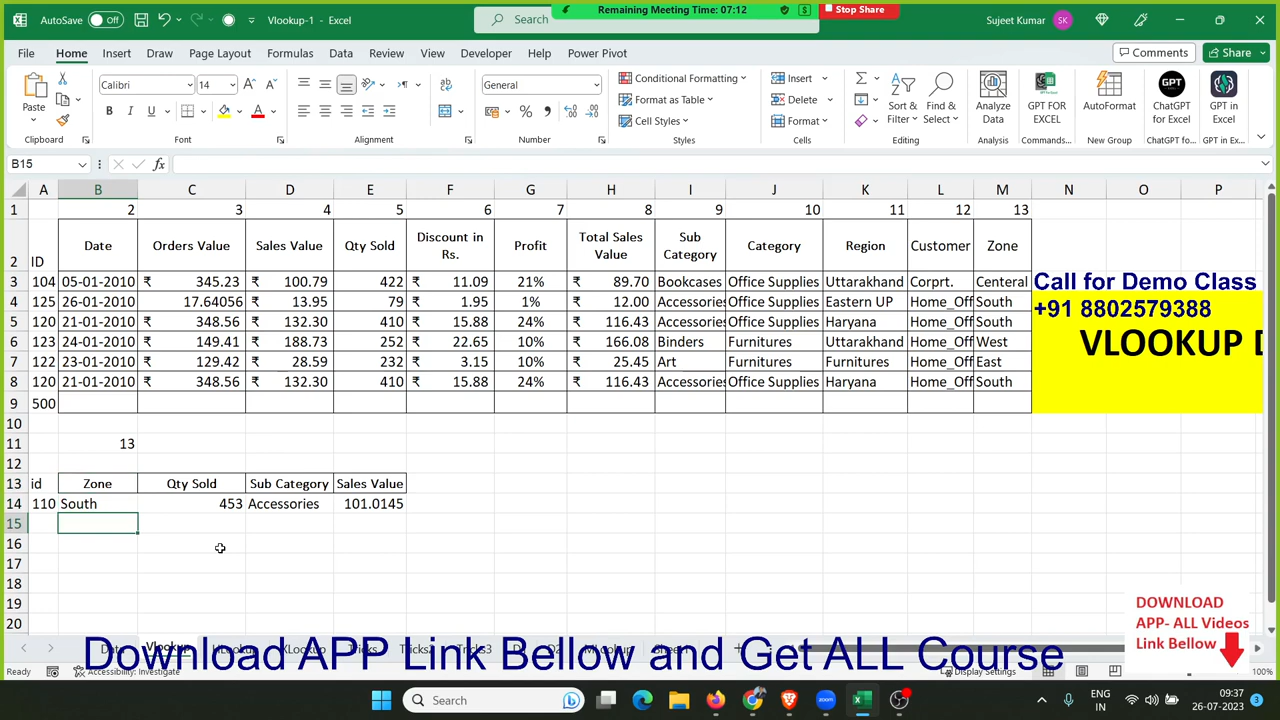 AutoSave Off Vlookup-1 - Excel Search Remaining Meeting Time: 07:12 Stop Share Sujeet Kumar SK
File Home Insert Draw Page Layout Formulas Data Review View Developer Help Power Pivot Comments Share
Paste Calibri 14 General Conditional Formatting Insert Sort & Find & Analyze GPT FOR AutoFormat ChatGPT GPT in
B I U A Format as Table Delete Filter Select Data EXCEL for Excel Excel
Cell Styles Format
Clipboard Font Alignment Number Styles Cells Editing Analysis Commands... New Group ChatGPT fo... GPT in Ex...
B15 fx
A B C D E F G H I J K L M N O P
1 2 3 4 5 6 7 8 9 10 11 12 13
2 ID Date Orders Value Sales Value Qty Sold Discount in Rs. Profit Total Sales Value Sub Category Category Region Customer Zone
3 104 05-01-2010 ₹ 345.23 ₹ 100.79 422 ₹ 11.09 21% ₹ 89.70 Bookcases Office Supplies Uttarakhand Corprt. Centeral
4 125 26-01-2010 17.64056 ₹ 13.95 79 ₹ 1.95 1% ₹ 12.00 Accessories Office Supplies Eastern UP Home_Off South
5 120 21-01-2010 ₹ 348.56 ₹ 132.30 410 ₹ 15.88 24% ₹ 116.43 Accessories Office Supplies Haryana Home_Off South
6 123 24-01-2010 ₹ 149.41 ₹ 188.73 252 ₹ 22.65 10% ₹ 166.08 Binders Furnitures Uttarakhand Home_Off West
7 122 23-01-2010 ₹ 129.42 ₹ 28.59 232 ₹ 3.15 10% ₹ 25.45 Art Furnitures Furnitures Home_Off East
8 120 21-01-2010 ₹ 348.56 ₹ 132.30 410 ₹ 15.88 24% ₹ 116.43 Accessories Office Supplies Haryana Home_Off South
9 500
Call for Demo Class
+91 8802579388
VLOOKUP D
10
11 13
12
13 id Zone Qty Sold Sub Category Sales Value
14 110 South 453 Accessories 101.0145
15
16
17
18
19
20
DOWNLOAD
APP- ALL Videos
Link Bellow
Download APP Link Bellow and Get ALL Course
Ready Accessibility: Investigate Display Settings 100%
Search zoom ENG 09:37
IN 26-07-2023